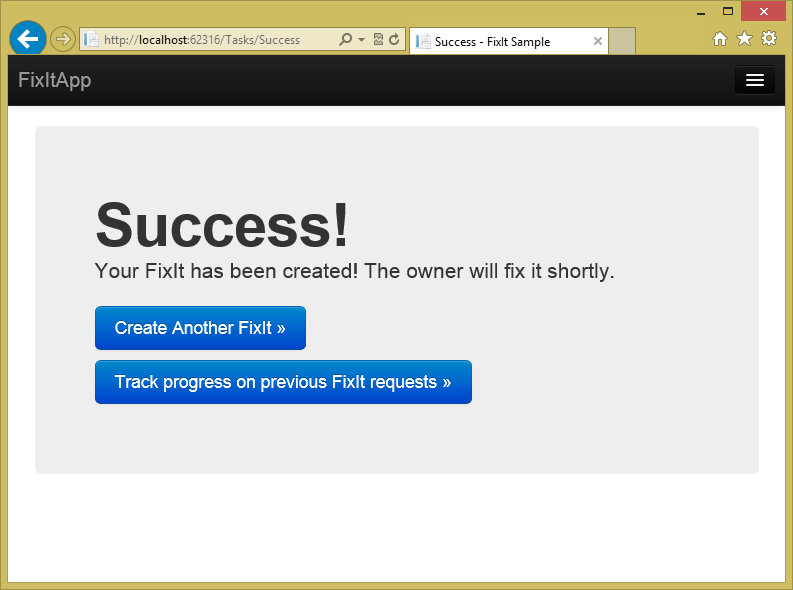 http://localhost:62316/Tasks/Success
Success - FixIt Sample
FixItApp
Success!
Your FixIt has been created! The owner will fix it shortly.
Create Another FixIt »
Track progress on previous FixIt requests »